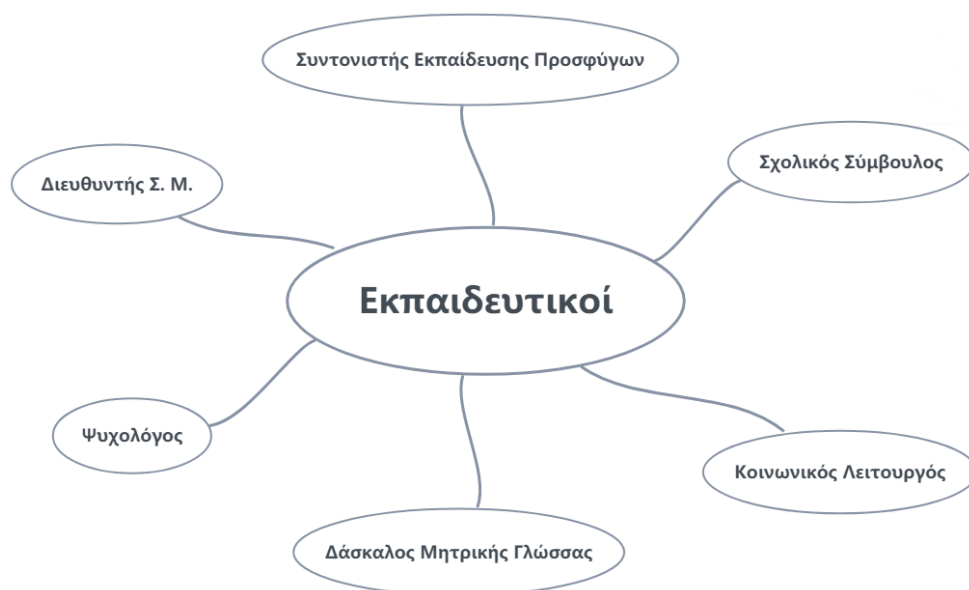 Συντονιστής Εκπαίδευσης Προσφύγων
Σχολικός Σύμβουλος
Διευθυντής Σ. Μ.
Εκπαιδευτικοί
Ψυχολόγος
Κοινωνικός Λειτουργός
Δάσκαλος Μητρικής Γλώσσας